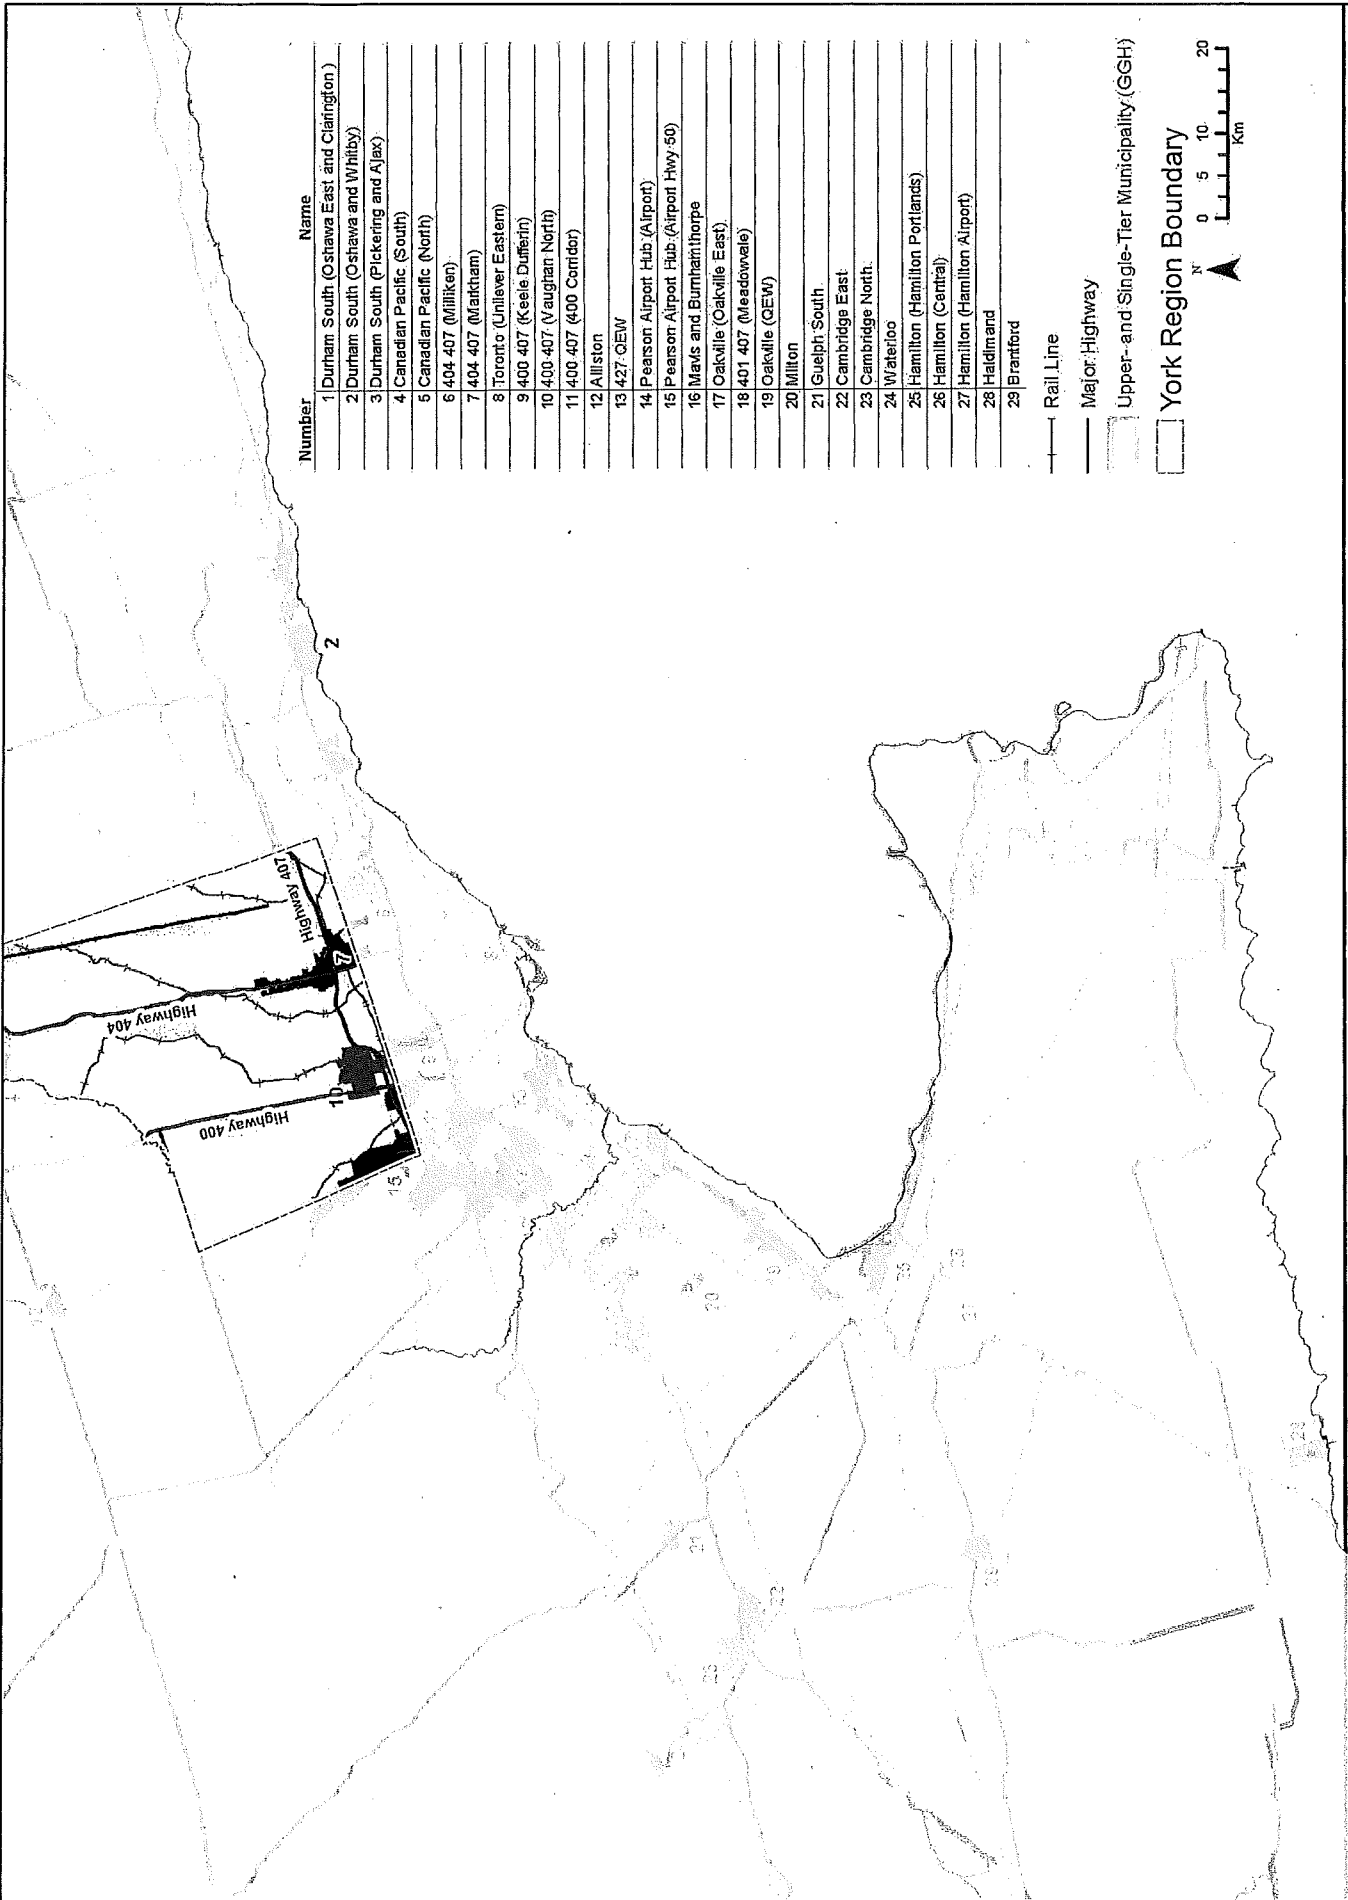 Number Name
1 Durham South (Oshawa East and Clarington )
2 Durham South (Oshawa and Whitby)
3 Durham South (Pickering and Ajax)
4 Canadian Pacific (South)
5 Canadian Pacific (North)
6 404 407 (Milliken)
7 404 407 (Markham)
8 Toronto (Unilever Eastern)
9 400 407 (Keele Dufferin)
10 400 407 (Vaughan North)
11 400 407 (400 Corridor)
12 Alliston
13 427 QEW
14 Pearson Airport Hub (Airport)
15 Pearson Airport Hub (Airport Hwy 50)
16 Mavis and Burnhamthorpe
17 Oakville (Oakville East)
18 401 407 (Meadowvale)
19 Oakville (QEW)
20 Milton
21 Guelph South
22 Cambridge East
23 Cambridge North
24 Waterloo
25 Hamilton (Hamilton Portlands)
26 Hamilton (Central)
27 Hamilton (Hamilton Airport)
28 Haldimand
29 Brantford
Rail Line
Major Highway
Upper- and Single-Tier Municipality (GGH)
York Region Boundary
N
0 5 10 20
Km
Highway 400
Highway 404
Highway 407
10
7
2
15
20
19
21
22
23
28